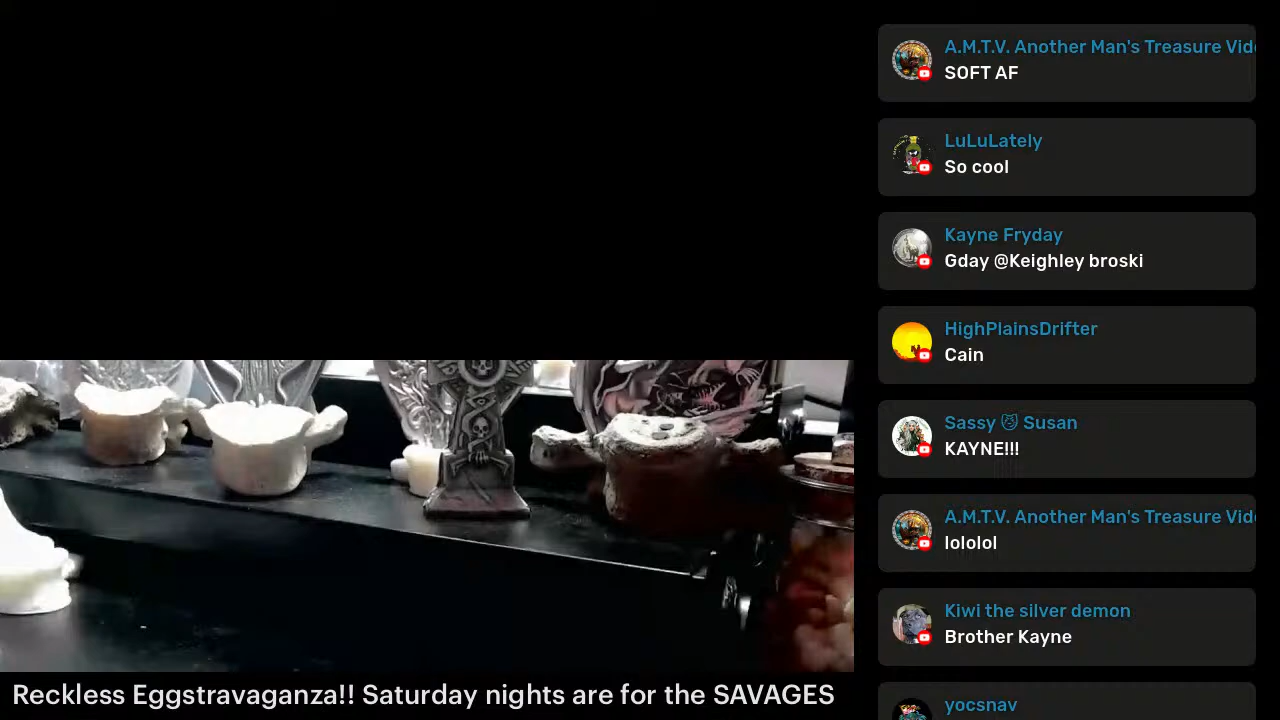 A.M.T.V. Another Man's Treasure Vid
SOFT AF
LuLuLately
So cool
Kayne Fryday
Gday @Keighley broski
HighPlainsDrifter
Cain
Sassy 😼 Susan
KAYNE!!!
A.M.T.V. Another Man's Treasure Vid
lololol
Kiwi the silver demon
Brother Kayne
yocsnav
Reckless Eggstravaganza!! Saturday nights are for the SAVAGES